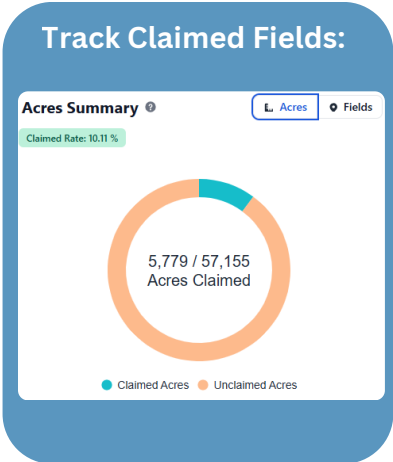 Track Claimed Fields:
Acres Summary ?
Acres Fields
Claimed Rate: 10.11 %
5,779 / 57,155
Acres Claimed
Claimed Acres Unclaimed Acres